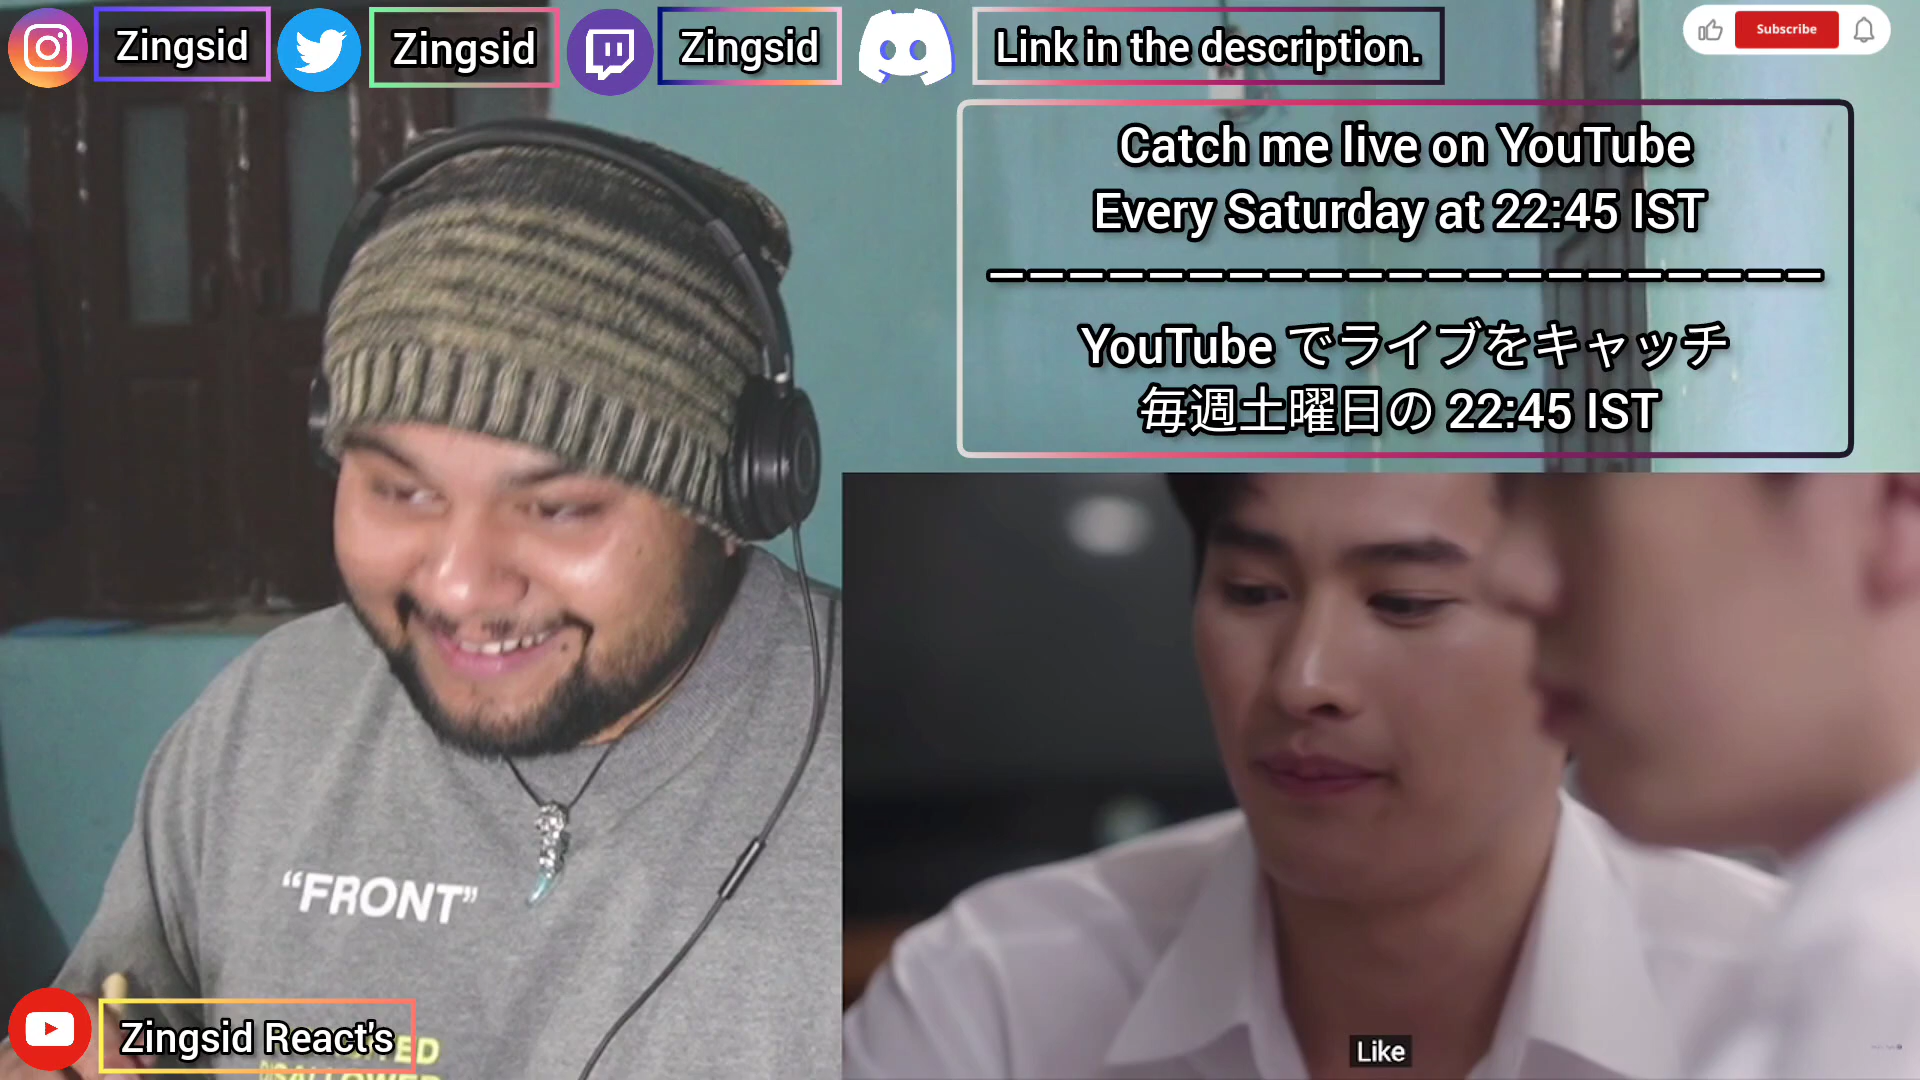 Zingsid
Zingsid
Zingsid
Link in the description.
Subscribe
Catch me live on YouTube
Every Saturday at 22:45 IST
YouTube でライブをキャッチ
毎週土曜日の 22:45 IST
"FRONT"
Zingsid React's
Like